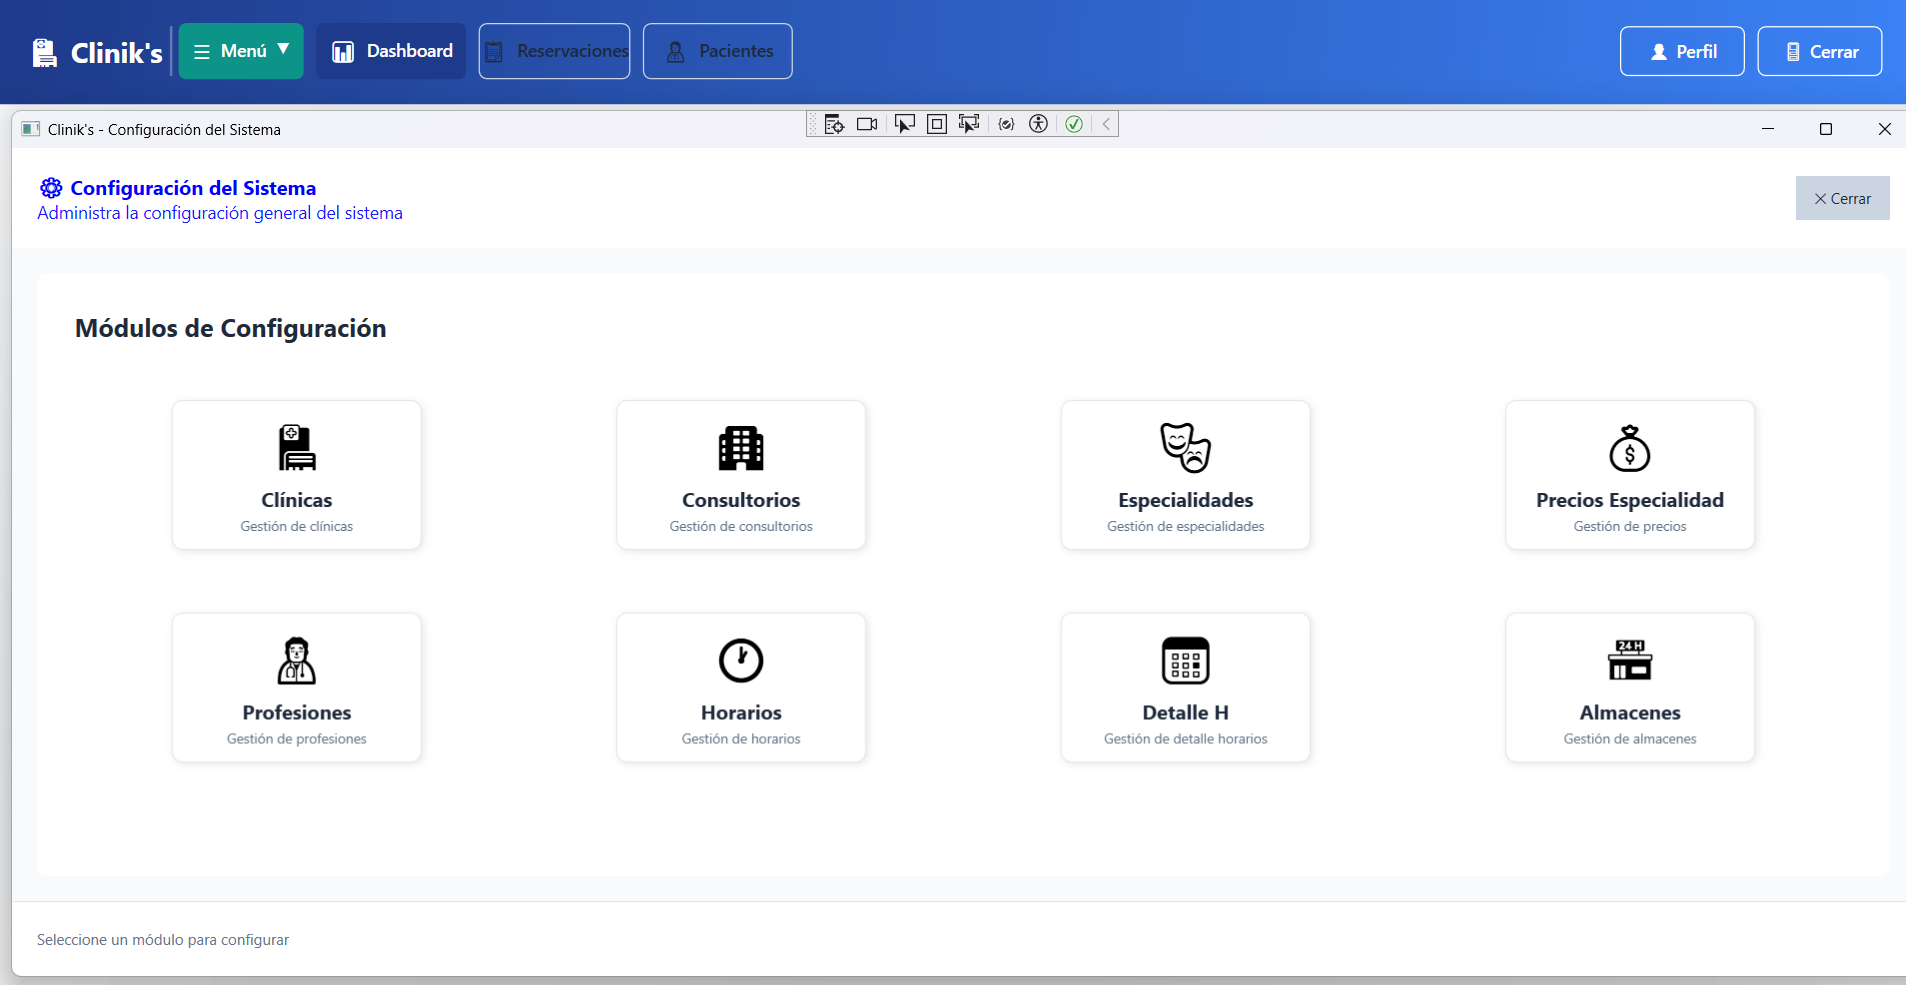 Clinik's
Menú ▼
Dashboard
Reservaciones
Pacientes
Perfil
Cerrar
Clinik's - Configuración del Sistema
Configuración del Sistema
Administra la configuración general del sistema
Cerrar
Módulos de Configuración
Clínicas
Gestión de clínicas
Consultorios
Gestión de consultorios
Especialidades
Gestión de especialidades
$
Precios Especialidad
Gestión de precios
Profesiones
Gestión de profesiones
Horarios
Gestión de horarios
Detalle H
Gestión de detalle horarios
24 H
Almacenes
Gestión de almacenes
Seleccione un módulo para configurar